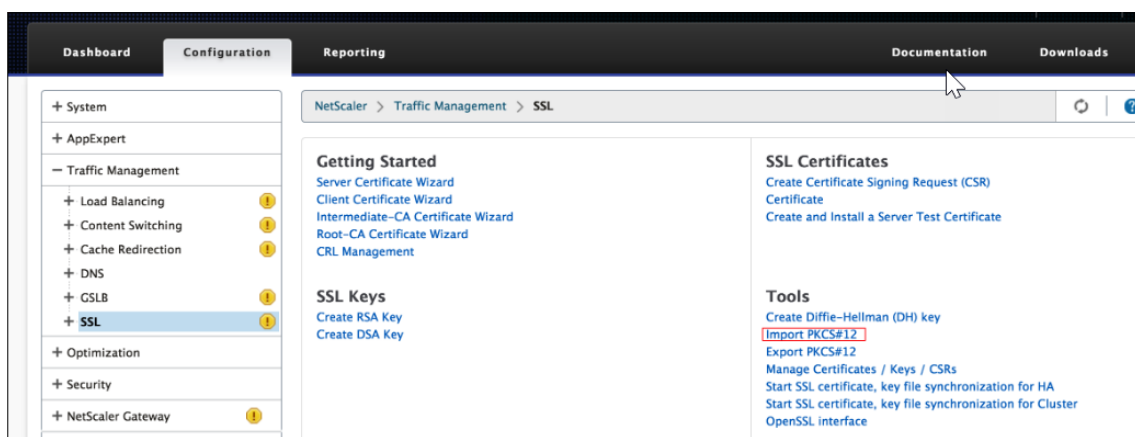 Dashboard Configuration Reporting Documentation Downloads
+ System
+ AppExpert
− Traffic Management
+ Load Balancing
+ Content Switching
+ Cache Redirection
+ DNS
+ GSLB
+ SSL
+ Optimization
+ Security
+ NetScaler Gateway
NetScaler > Traffic Management > SSL
Getting Started
Server Certificate Wizard
Client Certificate Wizard
Intermediate-CA Certificate Wizard
Root-CA Certificate Wizard
CRL Management
SSL Keys
Create RSA Key
Create DSA Key
SSL Certificates
Create Certificate Signing Request (CSR)
Certificate
Create and Install a Server Test Certificate
Tools
Create Diffie-Hellman (DH) key
Import PKCS#12
Export PKCS#12
Manage Certificates / Keys / CSRs
Start SSL certificate, key file synchronization for HA
Start SSL certificate, key file synchronization for Cluster
OpenSSL interface